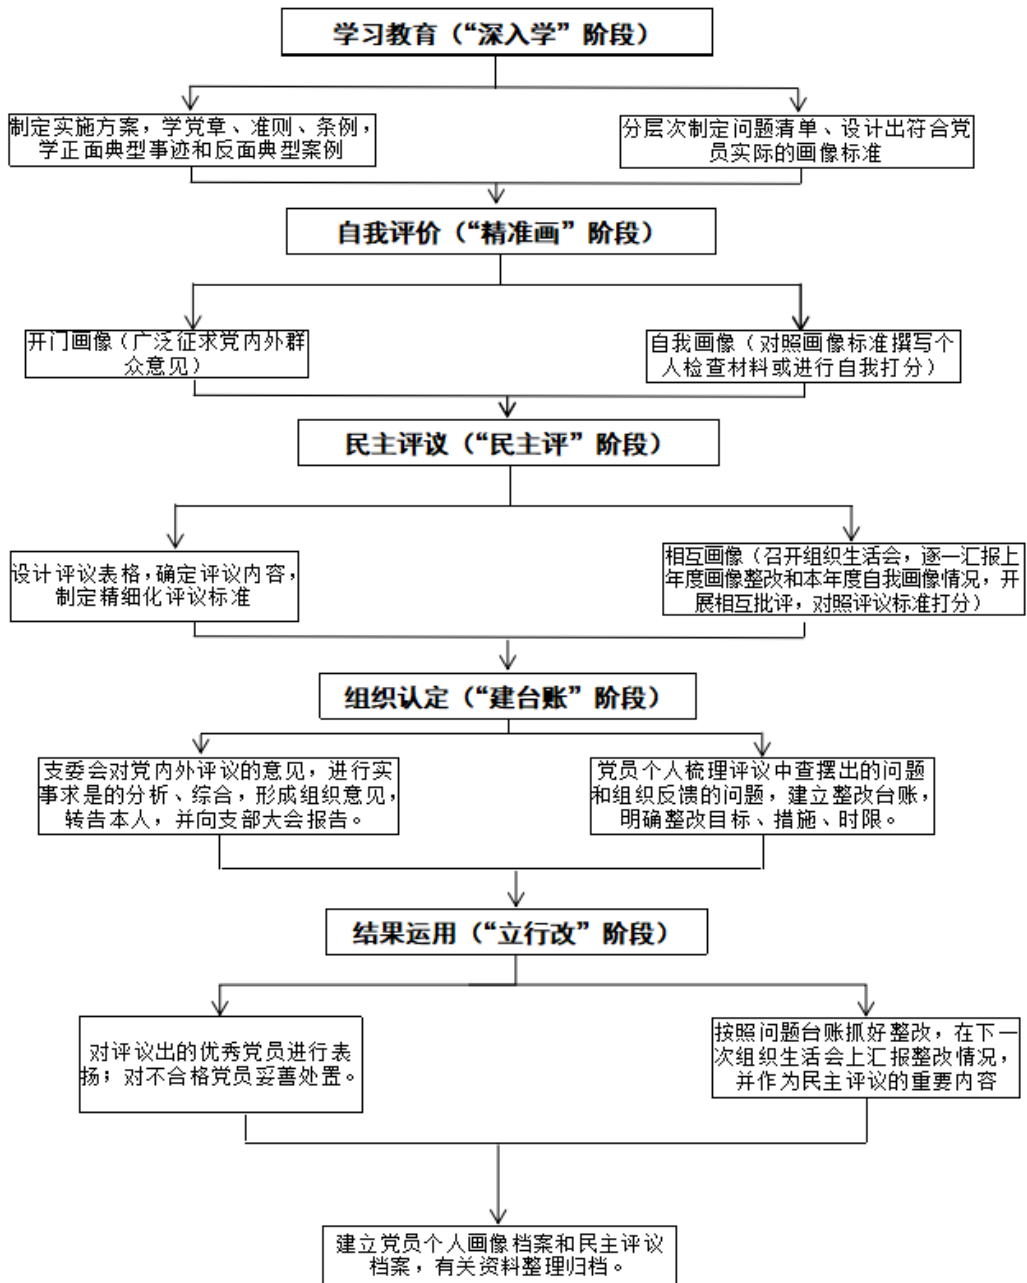 学习教育（“深入学”阶段）
制定实施方案，学党章、准则、条例，
学正面典型事迹和反面典型案例
分层次制定问题清单、设计出符合党
员实际的画像标准
自我评价（“精准画”阶段）
开门画像（广泛征求党内外群
众意见）
自我画像（对照画像标准撰写个
人检查材料或进行自我打分）
民主评议（“民主评”阶段）
设计评议表格，确定评议内容，
制定精细化评议标准
相互画像（召开组织生活会，逐一汇报上
年度画像整改和本年度自我画像情况，开
展相互批评，对照评议标准打分）
组织认定（“建台账”阶段）
支委会对党内外评议的意见，进行实
事求是的分析、综合，形成组织意见，
转告本人，并向支部大会报告。
党员个人梳理评议中查摆出的问题
和组织反馈的问题，建立整改台账，
明确整改目标、措施、时限。
结果运用（“立行改”阶段）
对评议出的优秀党员进行表
扬；对不合格党员妥善处置。
按照问题台账抓好整改，在下一
次组织生活会上汇报整改情况，
并作为民主评议的重要内容
建立党员个人画像档案和民主评议
档案，有关资料整理归档。